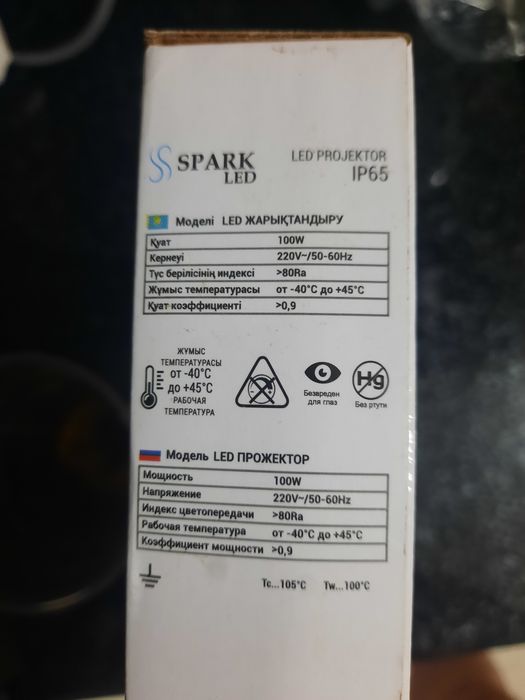 SPARK
LED
LED PROJEKTOR
IP65
Моделі LED ЖАРЫҚТАНДЫРУ
Қуат 100W
Кернеуі 220V~/50-60Hz
Түс берілісінің индексі >80Ra
Жұмыс температурасы от -40°C до +45°C
Қуат коэффициенті >0,9
ЖҰМЫС
ТЕМПЕРАТУРАСЫ
от -40°C
до +45°C
РАБОЧАЯ
ТЕМПЕРАТУРА
Безвреден
для глаз
Hg
Без ртути
Модель LED ПРОЖЕКТОР
Мощность 100W
Напряжение 220V~/50-60Hz
Индекс цветопередачи >80Ra
Рабочая температура от -40°C до +45°C
Коэффициент мощности >0,9
Tc...105°C Tw...100°C